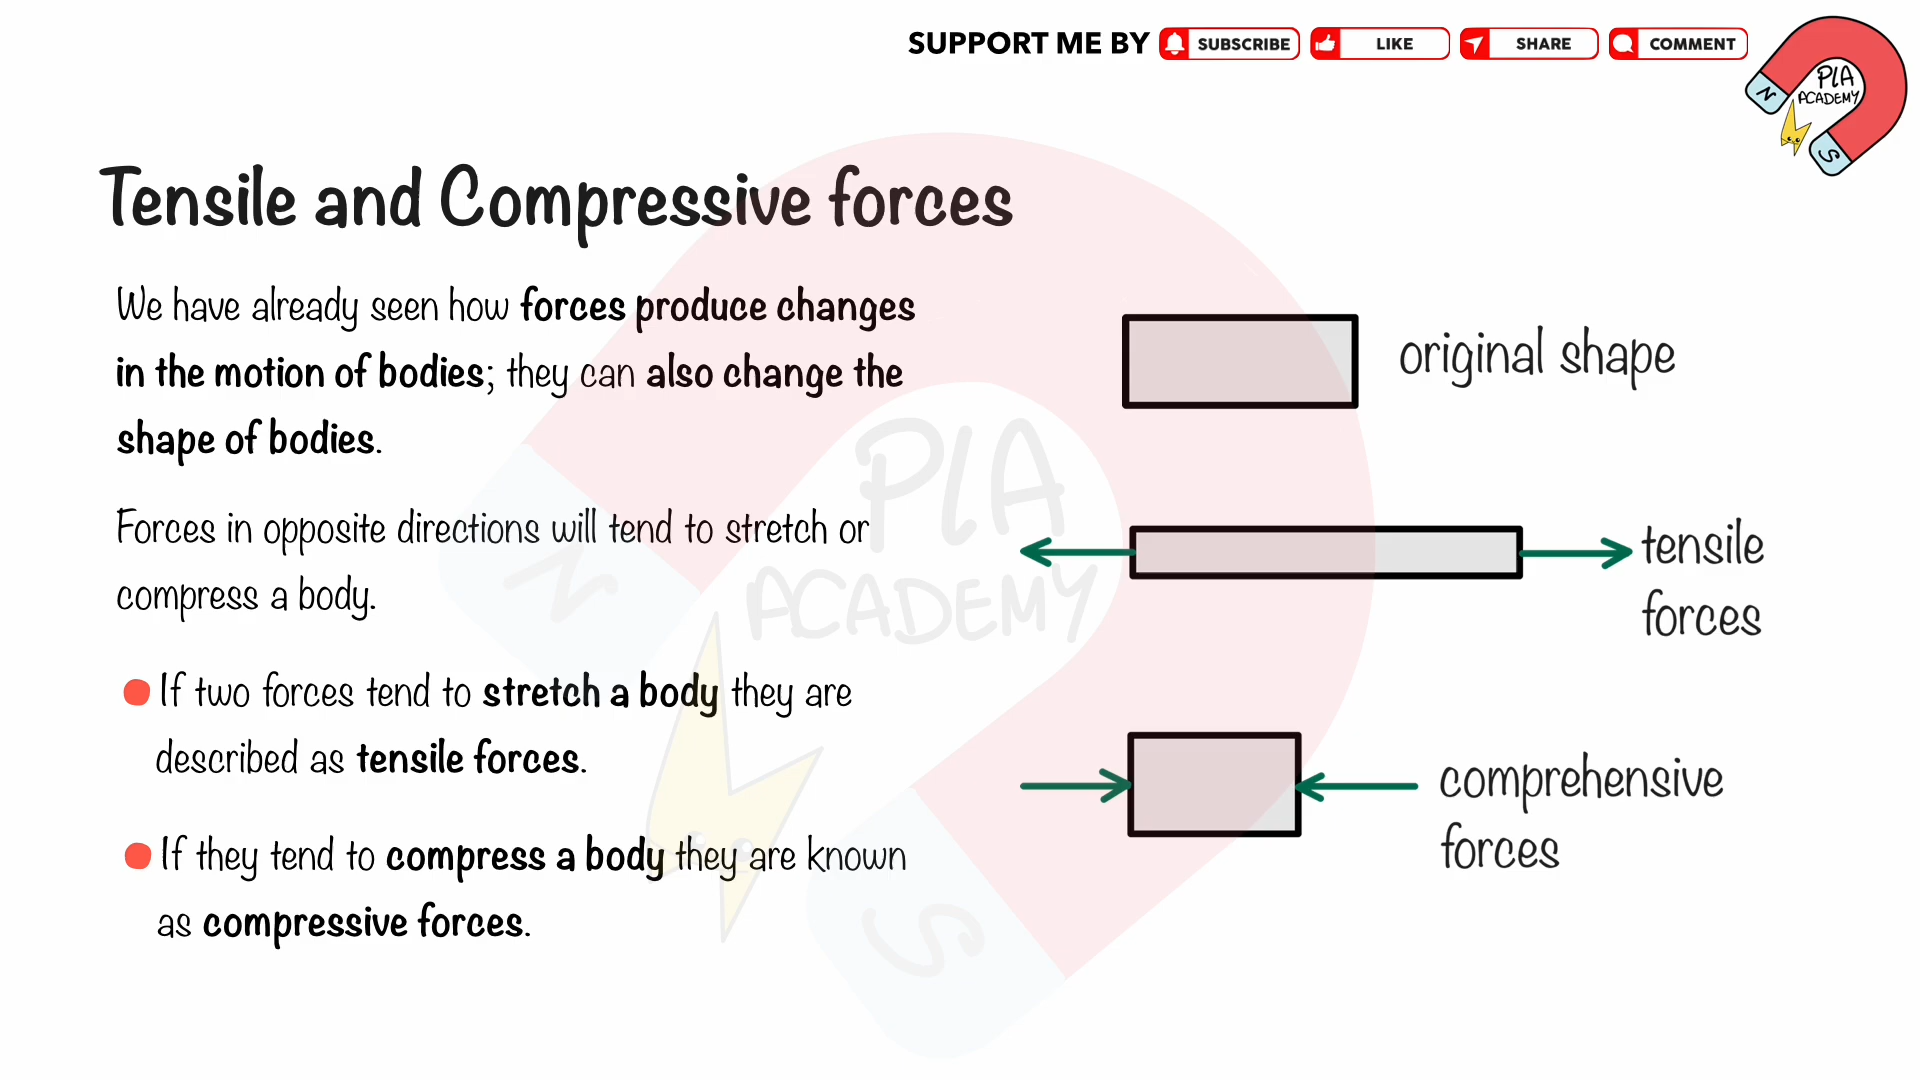 SUPPORT ME BY SUBSCRIBE LIKE SHARE COMMENT
PLA
ACADEMY
N
S
Tensile and Compressive forces
We have already seen how forces produce changes
in the motion of bodies; they can also change the
shape of bodies.
Forces in opposite directions will tend to stretch or
compress a body.
If two forces tend to stretch a body they are
described as tensile forces.
If they tend to compress a body they are known
as compressive forces.
original shape
tensile
forces
comprehensive
forces
PLA
ACADEMY
N
S